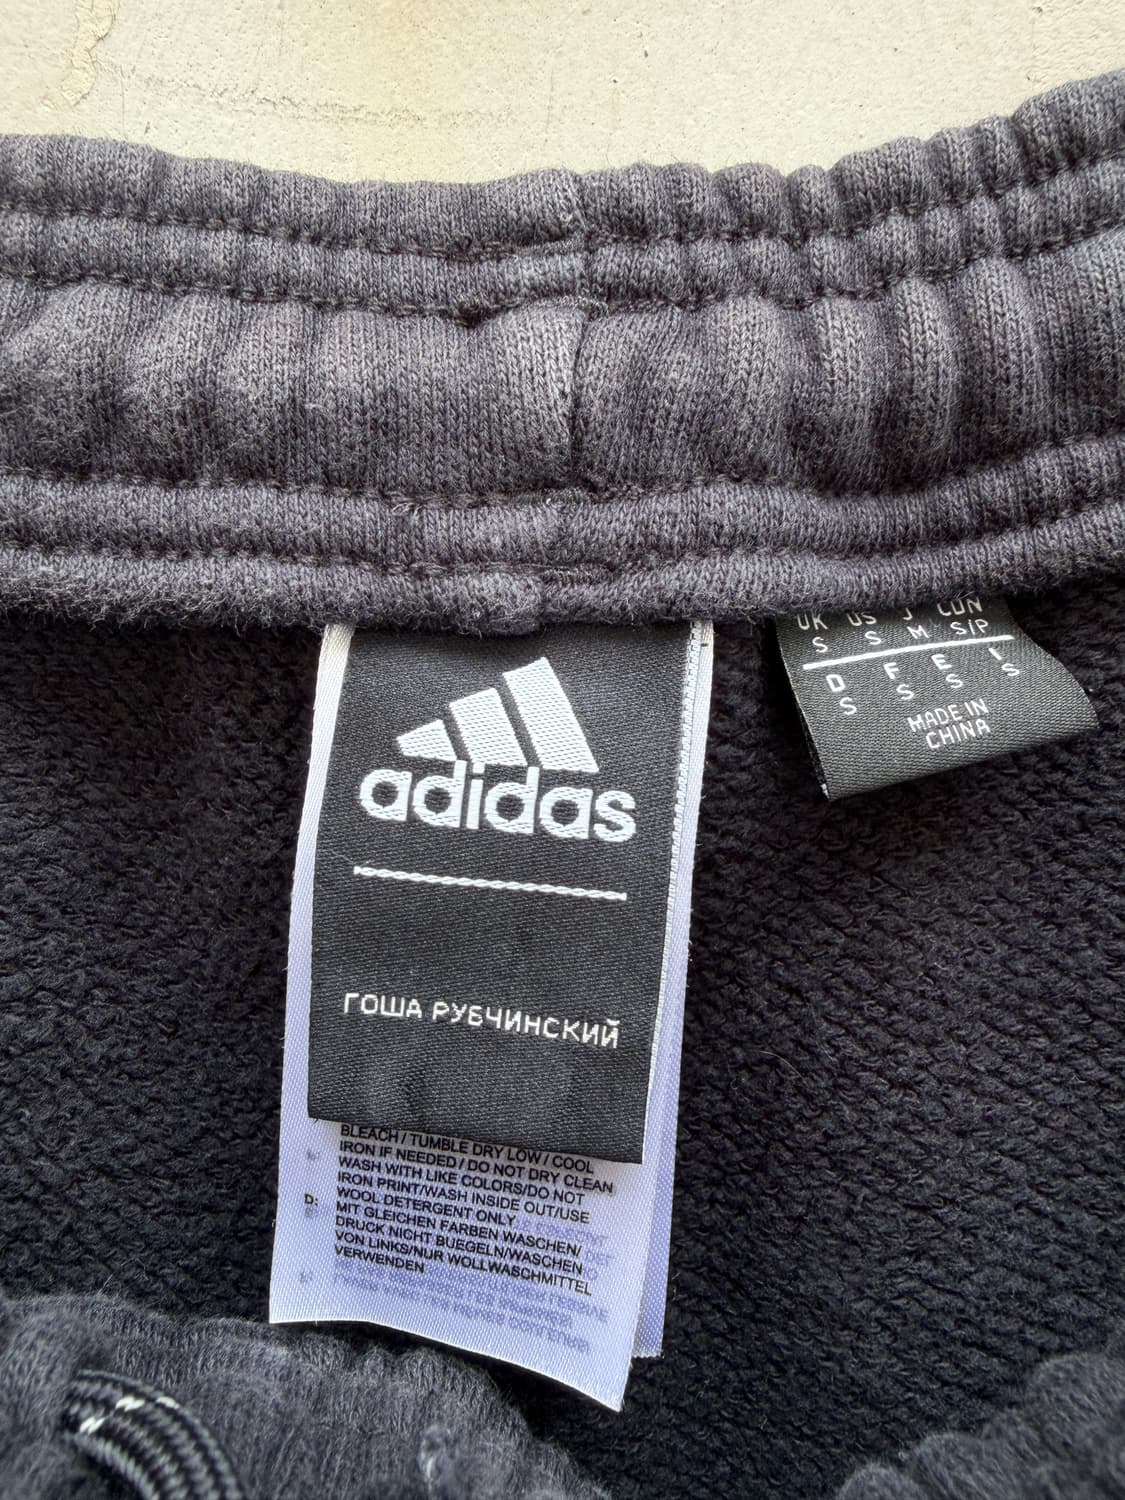 adidas
ГОША РУБЧИНСКИЙ
UK US J CDN
S S M S/P
D F E I
S S S S
MADE IN
CHINA
BLEACH / TUMBLE DRY LOW / COOL
IRON IF NEEDED / DO NOT DRY CLEAN
WASH WITH LIKE COLORS/DO NOT
IRON PRINT/WASH INSIDE OUT/USE
WOOL DETERGENT ONLY
D: MIT GLEICHEN FARBEN WASCHEN/
DRUCK NICHT BUEGELN/WASCHEN
VON LINKS/NUR WOLLWASCHMITTEL
VERWENDEN